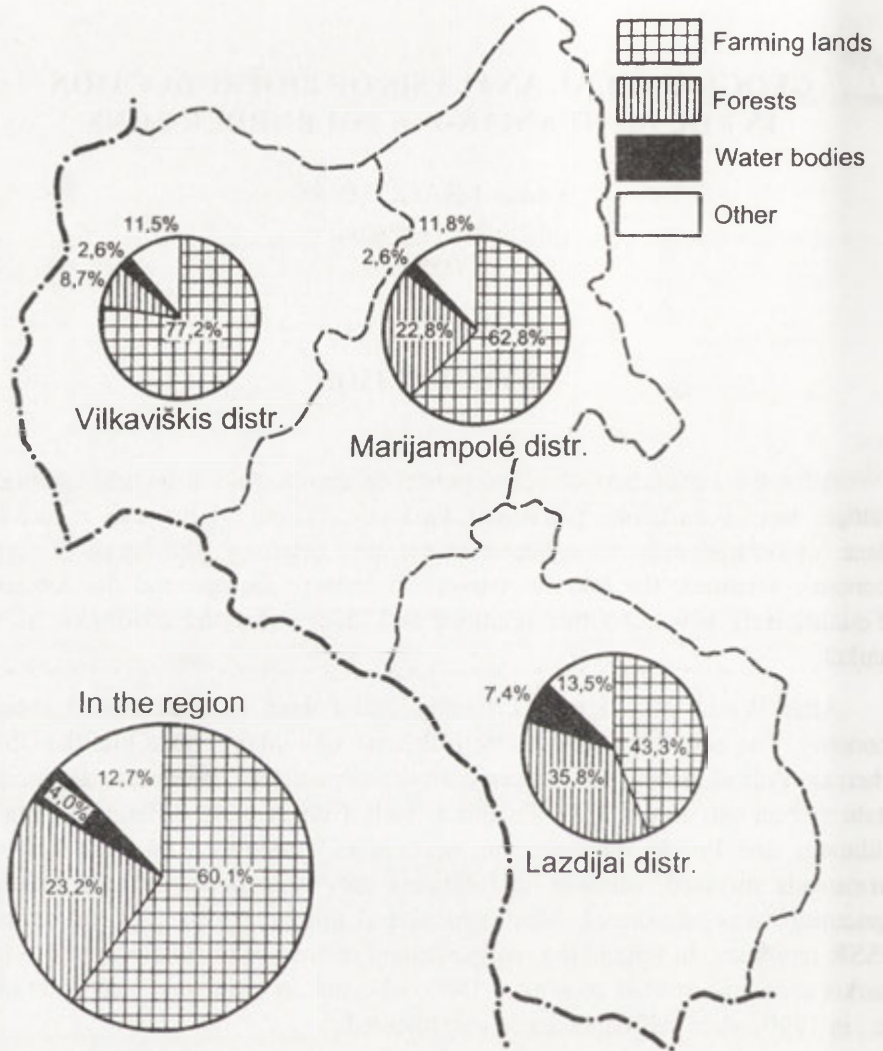 Farming lands
Forests
Water bodies
Other
11,5%
2,6%
8,7%
77,2%
Vilkaviškis distr.
11,8%
2,6%
22,8%
62,8%
Marijampolé distr.
7,4%
13,5%
43,3%
35,8%
Lazdijai distr.
In the region
12,7%
4,0%
60,1%
23,2%